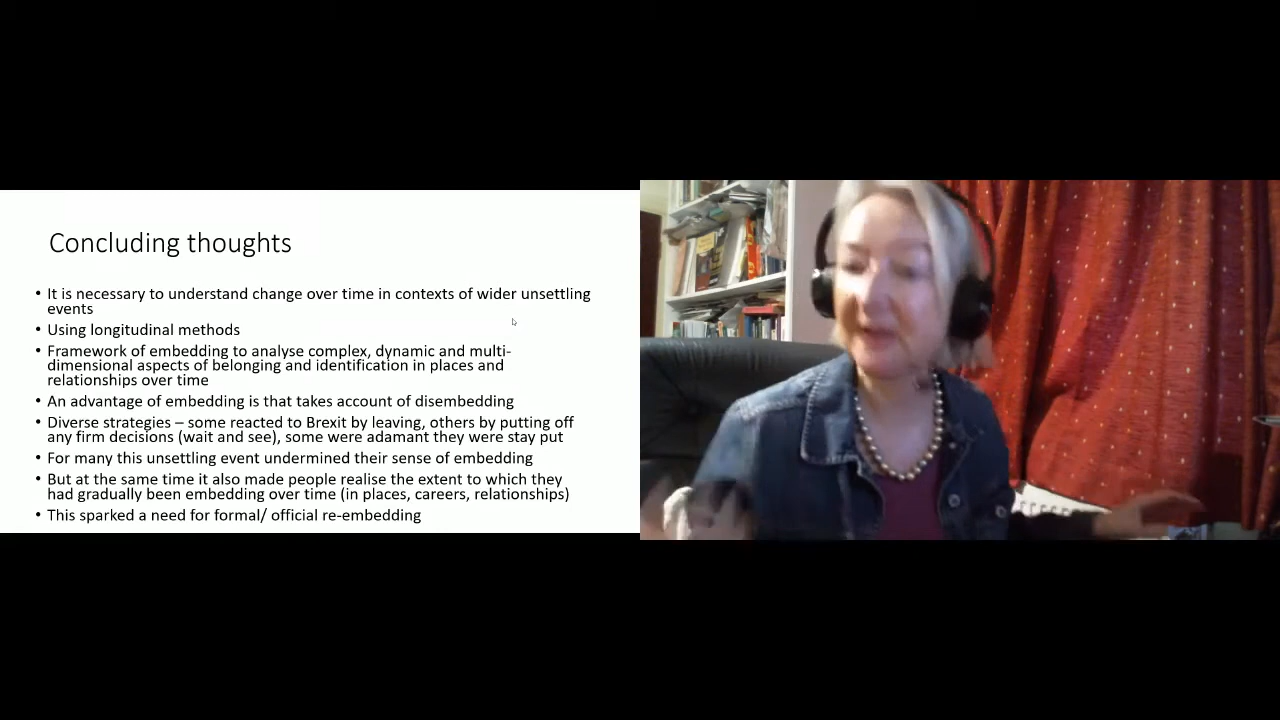 Concluding thoughts
• It is necessary to understand change over time in contexts of wider unsettling
events
• Using longitudinal methods
• Framework of embedding to analyse complex, dynamic and multi-
dimensional aspects of belonging and identification in places and
relationships over time
• An advantage of embedding is that takes account of disembedding
• Diverse strategies – some reacted to Brexit by leaving, others by putting off
any firm decisions (wait and see), some were adamant they were stay put
• For many this unsettling event undermined their sense of embedding
• But at the same time it also made people realise the extent to which they
had gradually been embedding over time (in places, careers, relationships)
• This sparked a need for formal/ official re-embedding